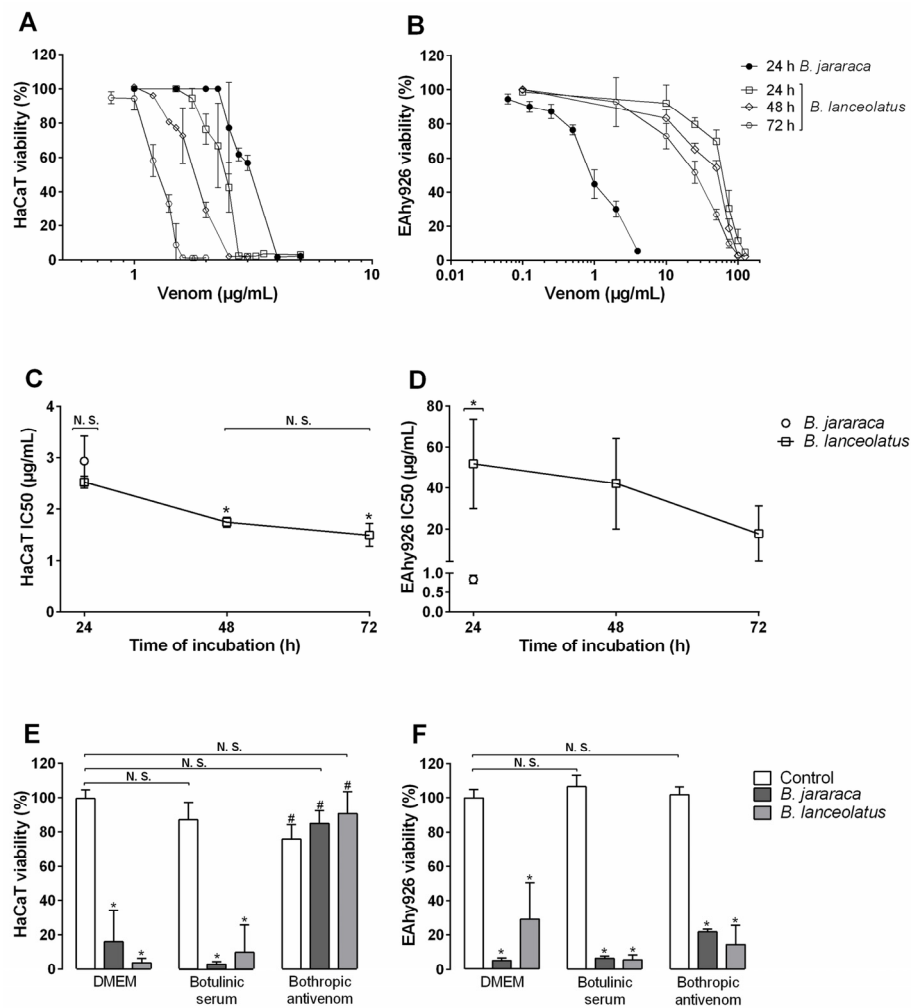 A
B
120
100
80
60
40
20
0
HaCaT viability (%)
1
10
Venom (µg/mL)
120
100
80
60
40
20
0
EAhy926 viability (%)
0.01
0.1
1
10
100
Venom (µg/mL)
24 h B. jararaca
24 h
48 h B. lanceolatus
72 h
C
D
4
3
2
1
0
HaCaT IC50 (µg/mL)
N. S.
N. S.
*
*
24
48
72
Time of incubation (h)
80
60
40
20
1.0
0.5
0.0
EAhy926 IC50 (µg/mL)
*
24
48
72
Time of incubation (h)
B. jararaca
B. lanceolatus
E
F
120
100
80
60
40
20
0
HaCaT viability (%)
N. S.
N. S.
N. S.
*
*
*
*
# # #
DMEM
Botulinic
serum
Bothropic
antivenom
120
100
80
60
40
20
0
EAhy926 viability (%)
N. S.
N. S.
*
*
*
*
*
*
DMEM
Botulinic
serum
Bothropic
antivenom
Control
B. jararaca
B. lanceolatus